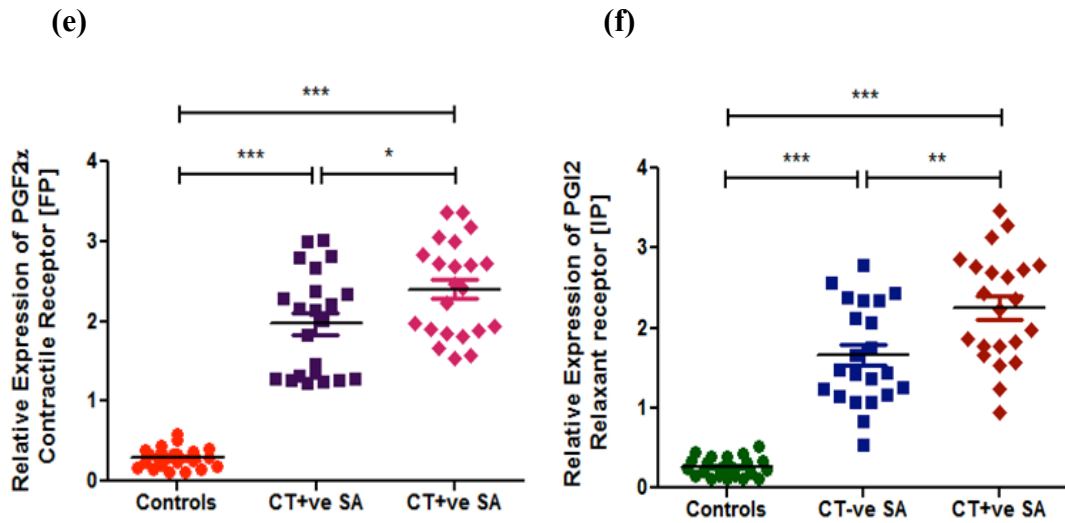 (e)
***
***
*
Relative Expression of PGF2α
Contractile Receptor [FP]
4
3
2
1
0
Controls
CT+ve SA
CT+ve SA
(f)
***
***
**
Relative Expression of PGI2
Relaxant receptor [IP]
4
3
2
1
0
Controls
CT-ve SA
CT+ve SA